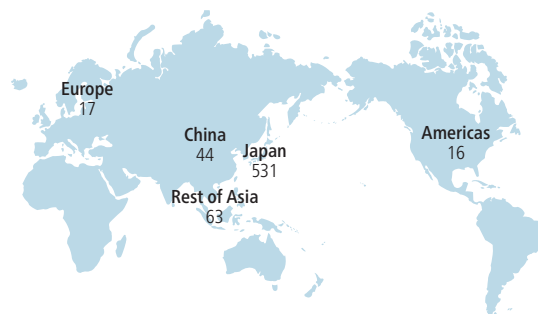 Europe
17
China
44
Japan
531
Americas
16
Rest of Asia
63